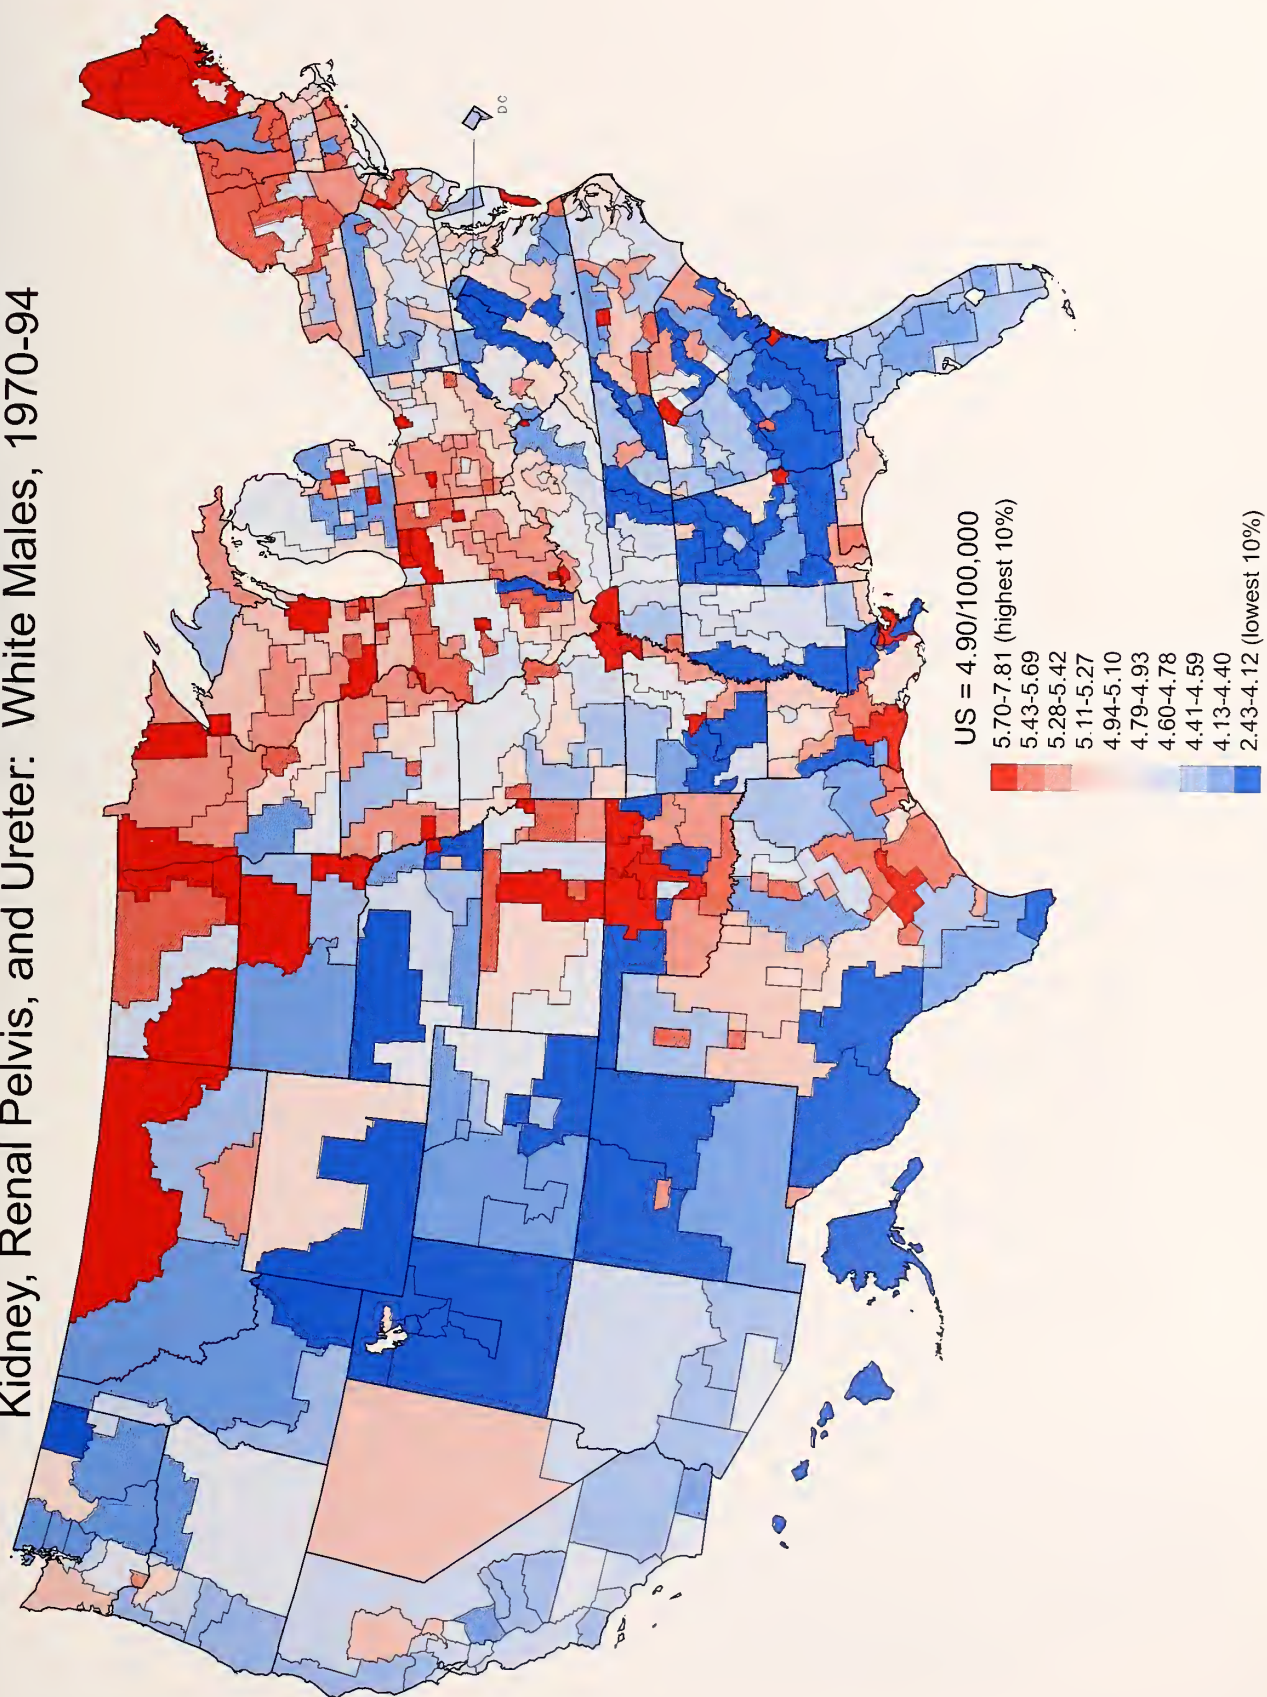 Kidney, Renal Pelvis, and Ureter: White Males, 1970-94
DC
US = 4.90/100,000
5.70-7.81 (highest 10%)
5.43-5.69
5.28-5.42
5.11-5.27
4.94-5.10
4.79-4.93
4.60-4.78
4.41-4.59
4.13-4.40
2.43-4.12 (lowest 10%)